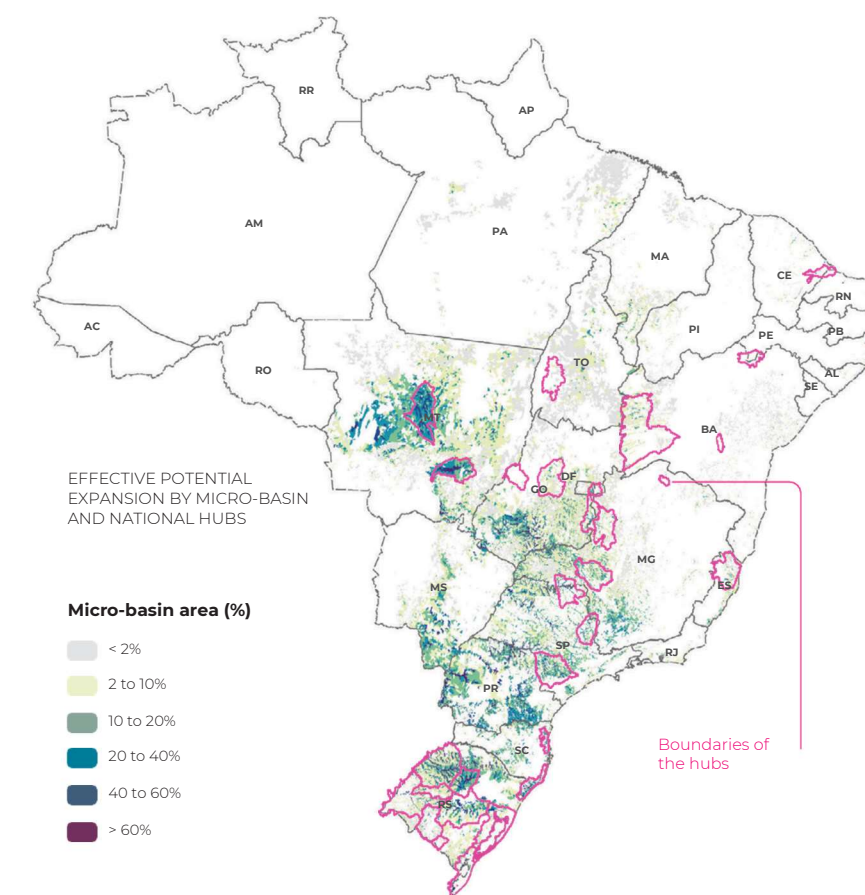 RR
AP
AM
PA
MA
CE
RN
PB
PE
PI
AC
AL
RO
TO
SE
MT
BA
EFFECTIVE POTENTIAL
EXPANSION BY MICRO-BASIN
AND NATIONAL HUBS
DF
GO
MG
MS
ES
Micro-basin area (%)
< 2%
2 to 10%
10 to 20%
20 to 40%
40 to 60%
> 60%
SP
RJ
PR
SC
Boundaries of
the hubs
RS